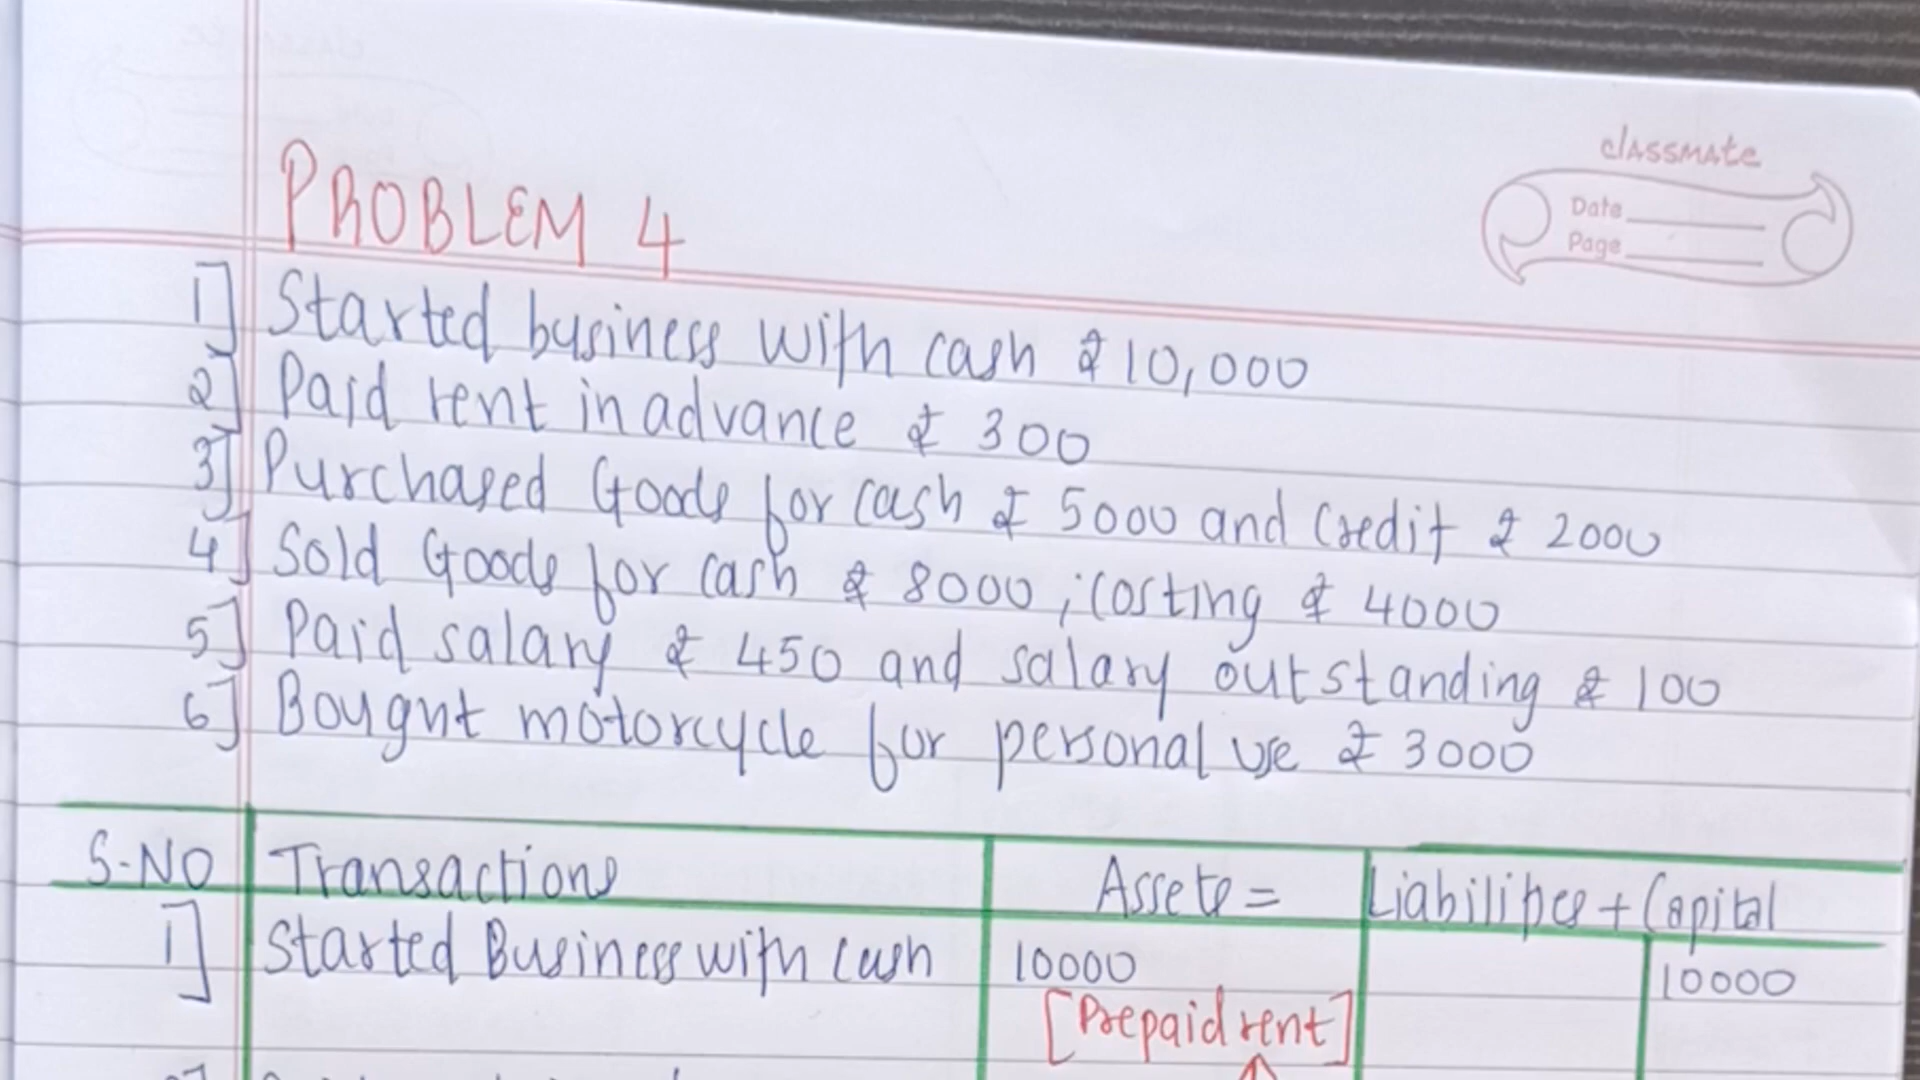 classmate
Date
Page
PROBLEM 4
1] Started business with cash ₹ 10,000
2] Paid rent in advance ₹ 300
3] Purchased Goods for cash ₹ 5000 and Credit ₹ 2000
4] Sold Goods for cash ₹ 8000 ; costing ₹ 4000
5] Paid salary ₹ 450 and salary outstanding ₹ 100
6] Bought motorcycle for personal use ₹ 3000
S-NO Transactions Assets = Liabilities + Capital
1] Started Business with cash 10000 10000
[Prepaid rent]